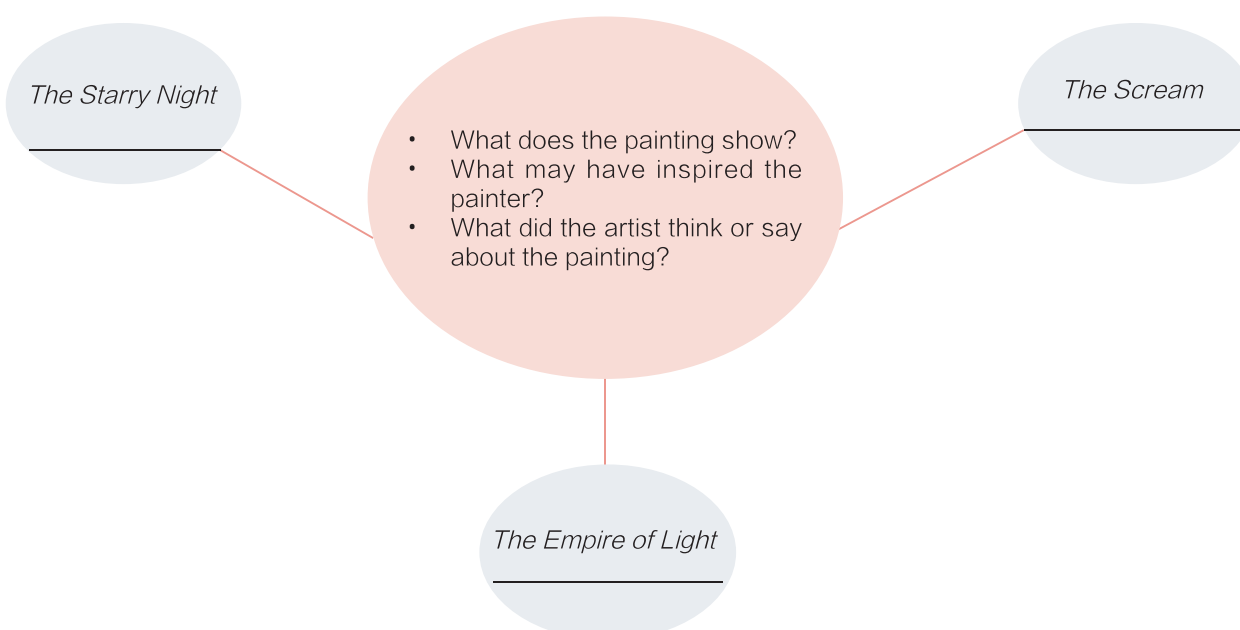 The Starry Night
The Scream
• What does the painting show?
• What may have inspired the
painter?
• What did the artist think or say
about the painting?
The Empire of Light